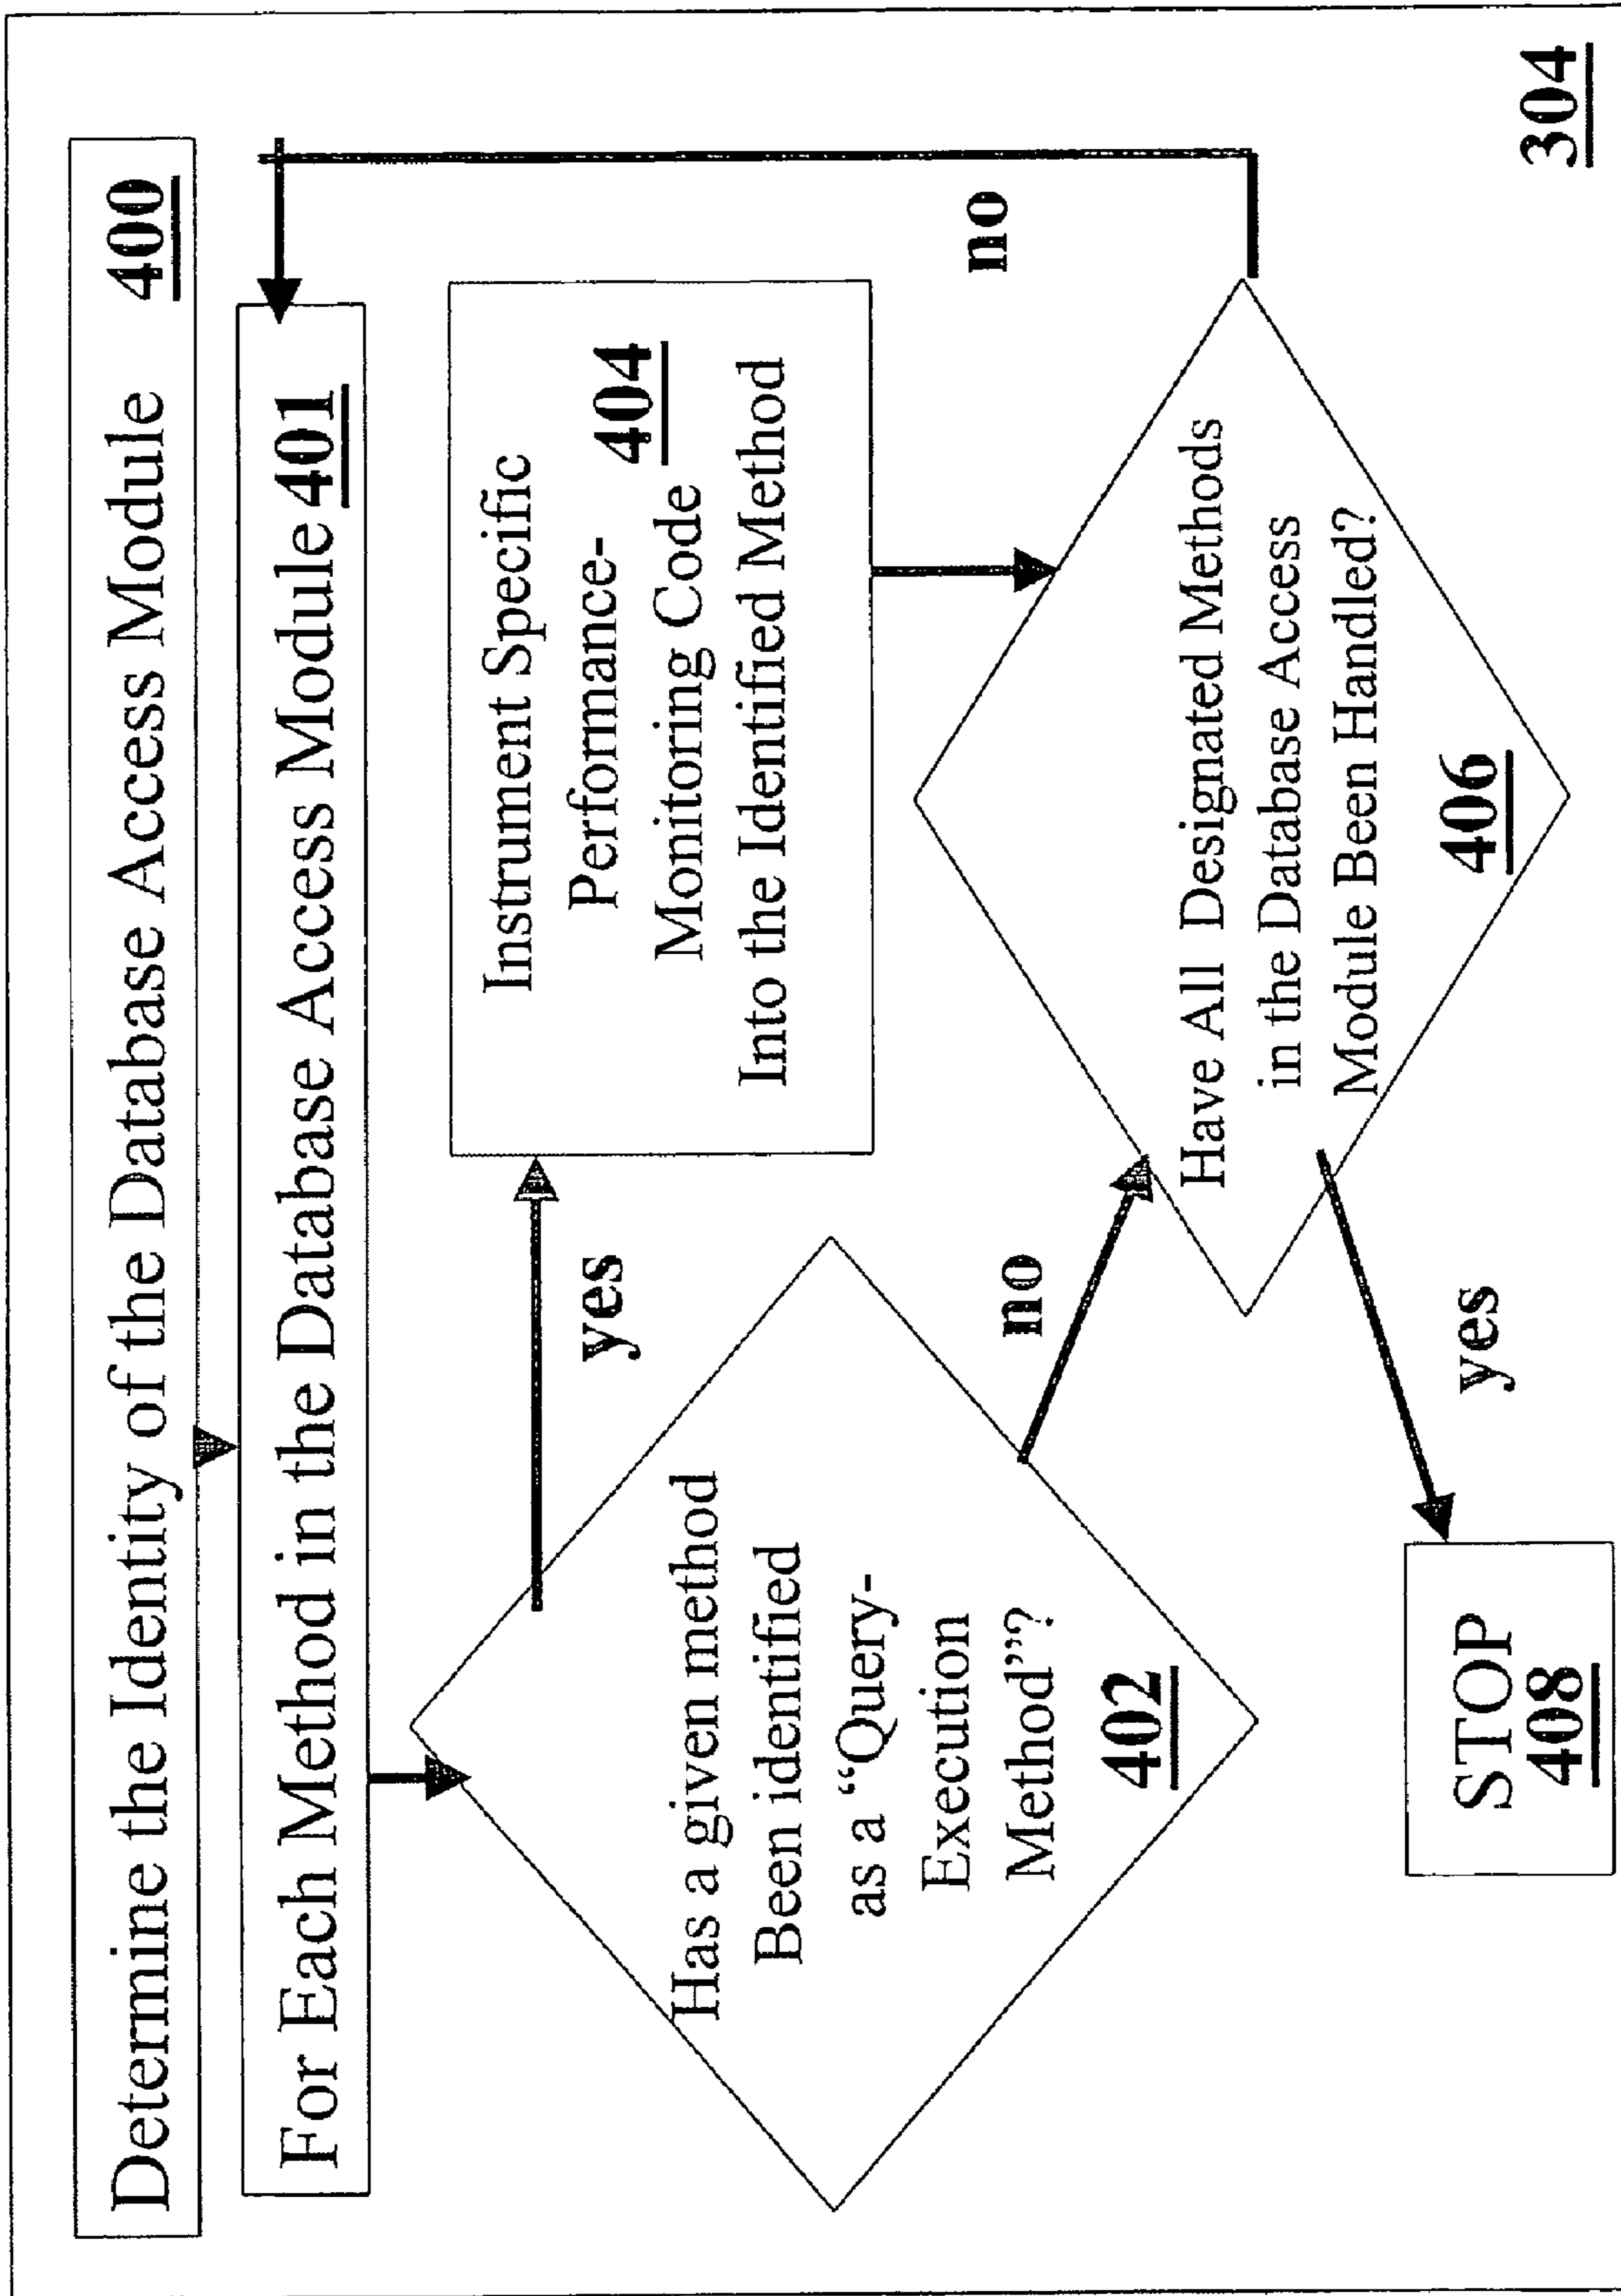 Determine the Identity of the Database Access Module 400
For Each Method in the Database Access Module 401
Has a given method
Been identified
as a “Query-
Execution
Method”?
402
yes
no
Instrument Specific
Performance-
404
Monitoring Code
Into the Identified Method
Have All Designated Methods
in the Database Access
Module Been Handled?
406
no
yes
STOP
408
304